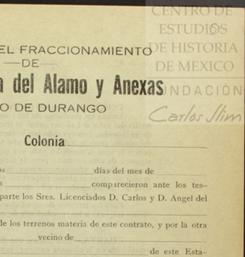 CENTRO DE
ESTUDIOS
DE HISTORIA
DE MEXICO
FUNDACIÓN
Carlos Slim
EL FRACCIONAMIENTO
—DE—
a del Alamo y Anexas
O DE DURANGO
Colonia
os días del mes de
comparecieron ante los tes-
parte los Sres. Licenciados D. Carlos y D. Angel del
de los terrenos materia de este contrato, y por la otra
vecino de
de este Esta-